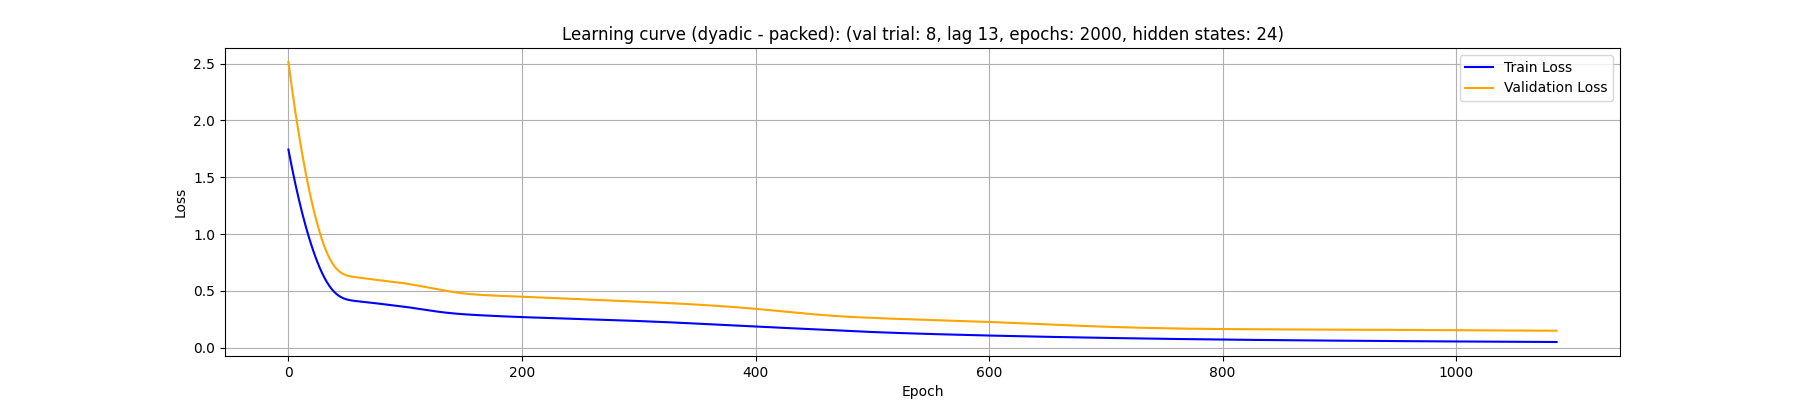 Learning curve (dyadic - packed): (val trial: 8, lag 13, epochs: 2000, hidden states: 24)
Train Loss
Validation Loss
2.5
2.0
1.5
1.0
0.5
0.0
Loss
0 200 400 600 800 1000
Epoch